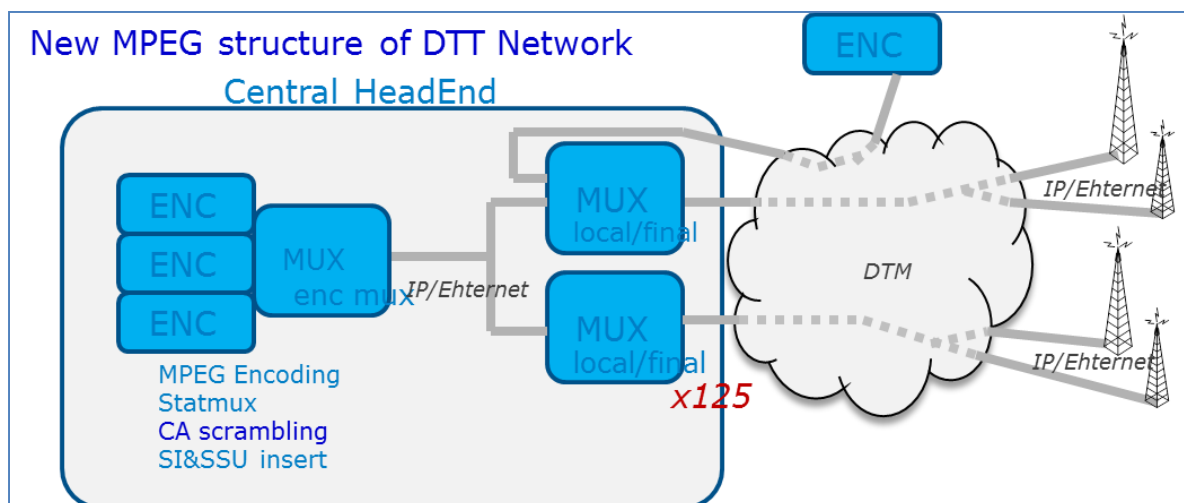 New MPEG structure of DTT Network
ENC
Central HeadEnd
ENC
ENC
ENC
MUX
enc mux
IP/Ehternet
MUX
local/final
MUX
local/final
x125
DTM
IP/Ehternet
IP/Ehternet
MPEG Encoding
Statmux
CA scrambling
SI&SSU insert